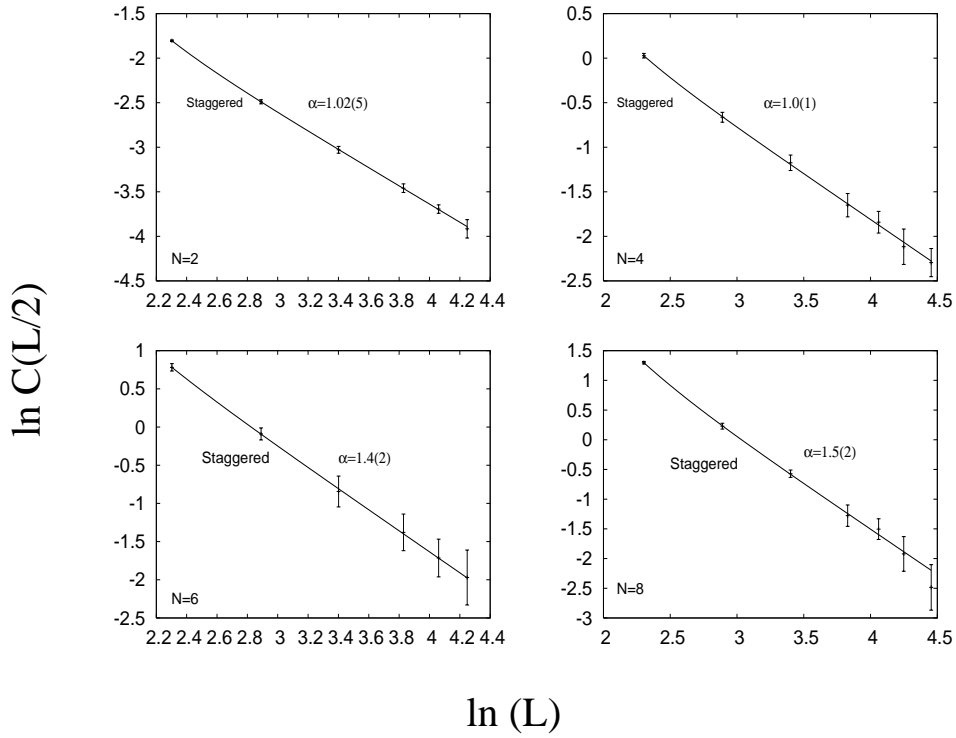 ln C(L/2)
-1.5
-2
-2.5
-3
-3.5
-4
-4.5
Staggered
α=1.02(5)
N=2
2.2 2.4 2.6 2.8 3 3.2 3.4 3.6 3.8 4 4.2 4.4
0.5
0
-0.5
-1
-1.5
-2
-2.5
Staggered
α=1.0(1)
N=4
2 2.5 3 3.5 4 4.5
1
0.5
0
-0.5
-1
-1.5
-2
-2.5
Staggered
α=1.4(2)
N=6
2.2 2.4 2.6 2.8 3 3.2 3.4 3.6 3.8 4 4.2 4.4
1.5
1
0.5
0
-0.5
-1
-1.5
-2
-2.5
-3
Staggered
α=1.5(2)
N=8
2 2.5 3 3.5 4 4.5
ln (L)